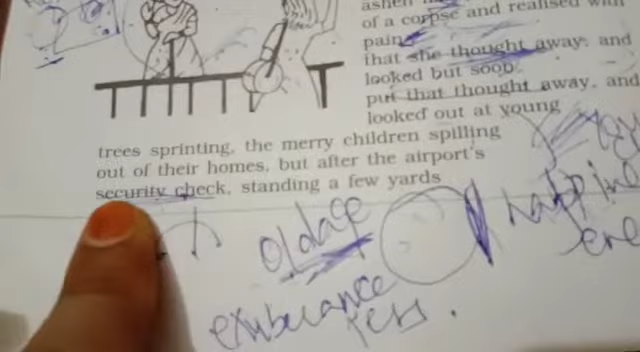 ashen
of a corpse and realised with
pain
that she thought away, and
looked but soon
put that thought away, and
looked out at young
trees sprinting, the merry children spilling
out of their homes, but after the airport's
security check, standing a few yards
oldage
exuberance